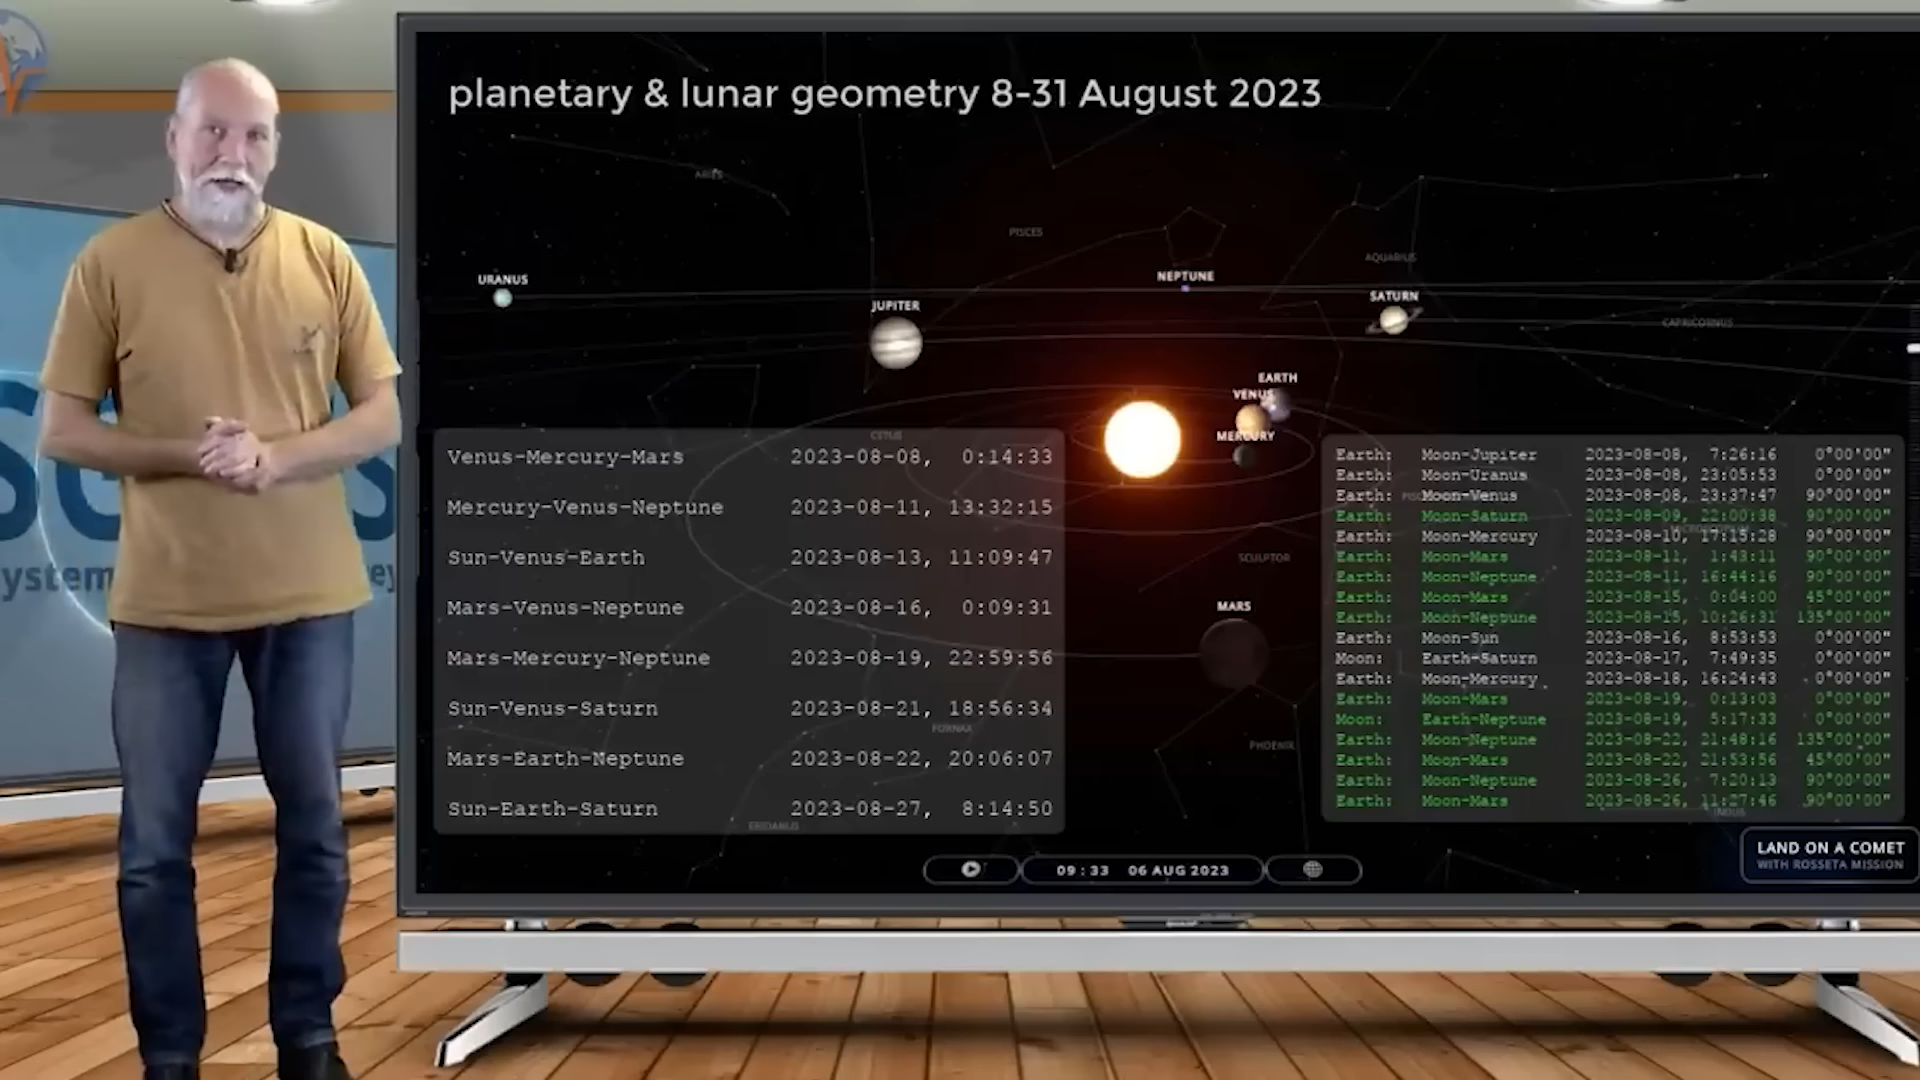 planetary & lunar geometry 8-31 August 2023
ARIES
PISCES
AQUARIUS
URANUS
NEPTUNE
JUPITER
SATURN
CAPRICORNUS
EARTH
VENUS
MERCURY
CETUS
Venus-Mercury-Mars 2023-08-08, 0:14:33
Mercury-Venus-Neptune 2023-08-11, 13:32:15
Sun-Venus-Earth 2023-08-13, 11:09:47
Mars-Venus-Neptune 2023-08-16, 0:09:31
Mars-Mercury-Neptune 2023-08-19, 22:59:56
Sun-Venus-Saturn 2023-08-21, 18:56:34
FORNAX
Mars-Earth-Neptune 2023-08-22, 20:06:07
Sun-Earth-Saturn 2023-08-27, 8:14:50
ERIDANUS
SCULPTOR
MARS
PHOENIX
Earth: Moon-Jupiter 2023-08-08, 7:26:16 0°00'00"
Earth: Moon-Uranus 2023-08-08, 23:05:53 0°00'00"
Earth: Moon-Venus 2023-08-08, 23:37:47 90°00'00"
Earth: Moon-Saturn 2023-08-09, 22:00:38 90°00'00"
Earth: Moon-Mercury 2023-08-10, 17:15:28 90°00'00"
Earth: Moon-Mars 2023-08-11, 1:43:11 90°00'00"
Earth: Moon-Neptune 2023-08-11, 16:44:16 90°00'00"
Earth: Moon-Mars 2023-08-15, 0:04:00 45°00'00"
Earth: Moon-Neptune 2023-08-15, 10:26:31 135°00'00"
Earth: Moon-Sun 2023-08-16, 8:53:53 0°00'00"
Moon: Earth-Saturn 2023-08-17, 7:49:35 0°00'00"
Earth: Moon-Mercury 2023-08-18, 16:24:43 0°00'00"
Earth: Moon-Mars 2023-08-19, 0:13:03 0°00'00"
Moon: Earth-Neptune 2023-08-19, 5:17:33 0°00'00"
Earth: Moon-Neptune 2023-08-22, 21:48:16 135°00'00"
Earth: Moon-Mars 2023-08-22, 21:53:56 45°00'00"
Earth: Moon-Neptune 2023-08-26, 7:20:13 90°00'00"
Earth: Moon-Mars 2023-08-26, 11:27:46 90°00'00"
INDUS
LAND ON A COMET
WITH ROSSETA MISSION
09 : 33 06 AUG 2023